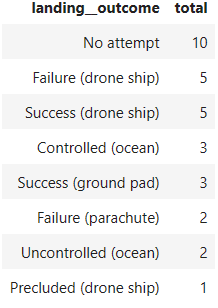 landing__outcome total
No attempt 10
Failure (drone ship) 5
Success (drone ship) 5
Controlled (ocean) 3
Success (ground pad) 3
Failure (parachute) 2
Uncontrolled (ocean) 2
Precluded (drone ship) 1